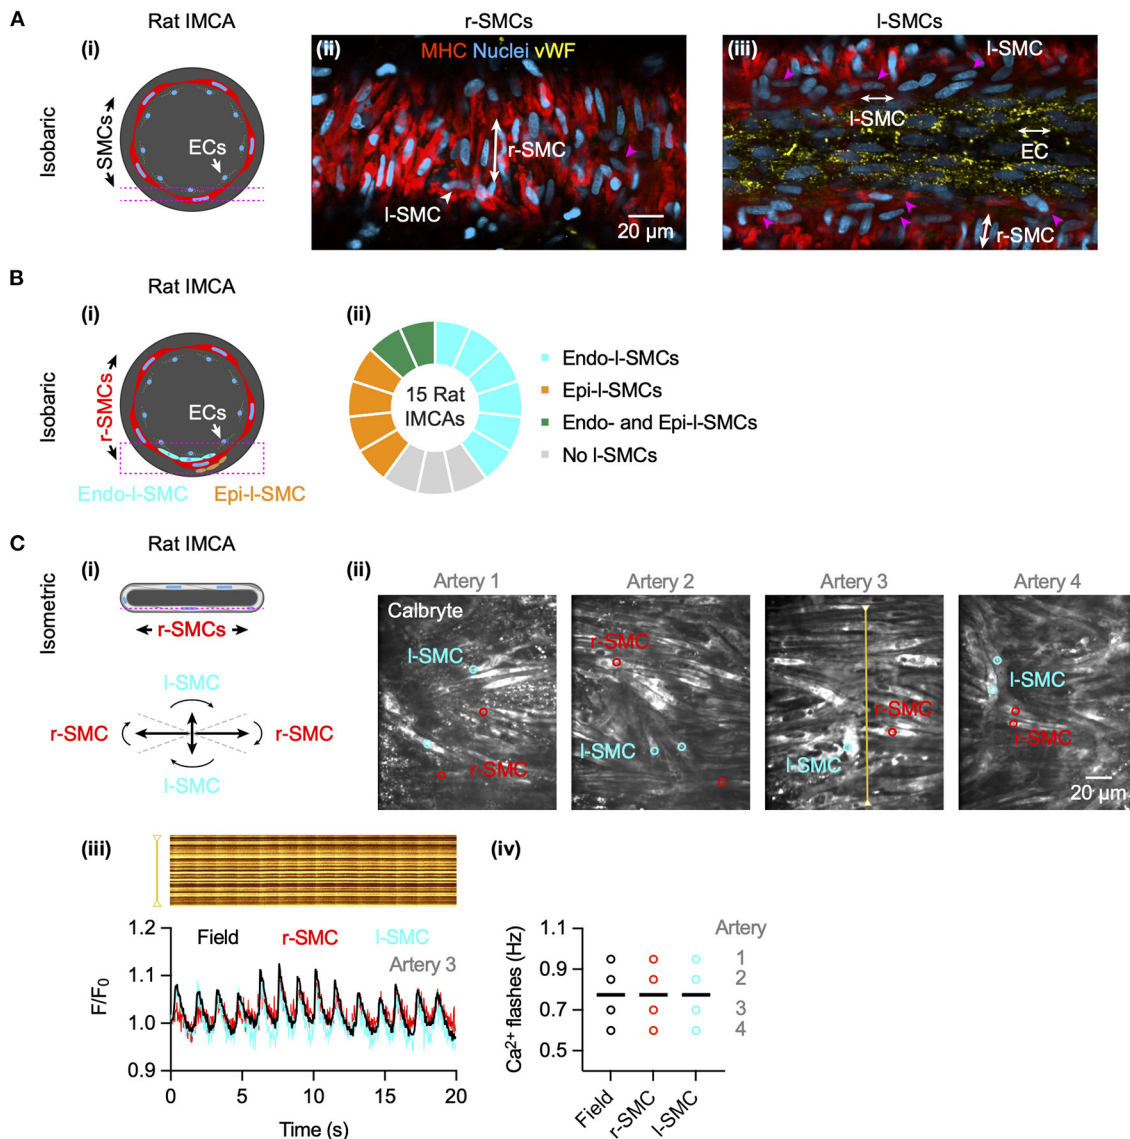 A
Rat IMCA
r-SMCs
l-SMCs
Isobaric
(i)
SMCs
ECs
(ii)
MHC Nuclei vWF
r-SMC
l-SMC
20 µm
(iii)
l-SMC
l-SMC
EC
r-SMC
B
Rat IMCA
Isobaric
(i)
r-SMCs
ECs
Endo-l-SMC
Epi-l-SMC
(ii)
15 Rat
IMCAs
Endo-l-SMCs
Epi-l-SMCs
Endo- and Epi-l-SMCs
No l-SMCs
C
Rat IMCA
Isometric
(i)
r-SMCs
l-SMC
r-SMC
r-SMC
l-SMC
(ii)
Artery 1
Artery 2
Artery 3
Artery 4
Calbryte
l-SMC
r-SMC
r-SMC
l-SMC
r-SMC
l-SMC
l-SMC
r-SMC
20 µm
(iii)
1.2
1.1
1.0
0.9
F/F0
Field
r-SMC
l-SMC
Artery 3
0
5
10
15
20
Time (s)
(iv)
1.1
0.9
0.7
0.5
Ca2+ flashes (Hz)
Artery
1
2
3
4
Field
r-SMC
l-SMC